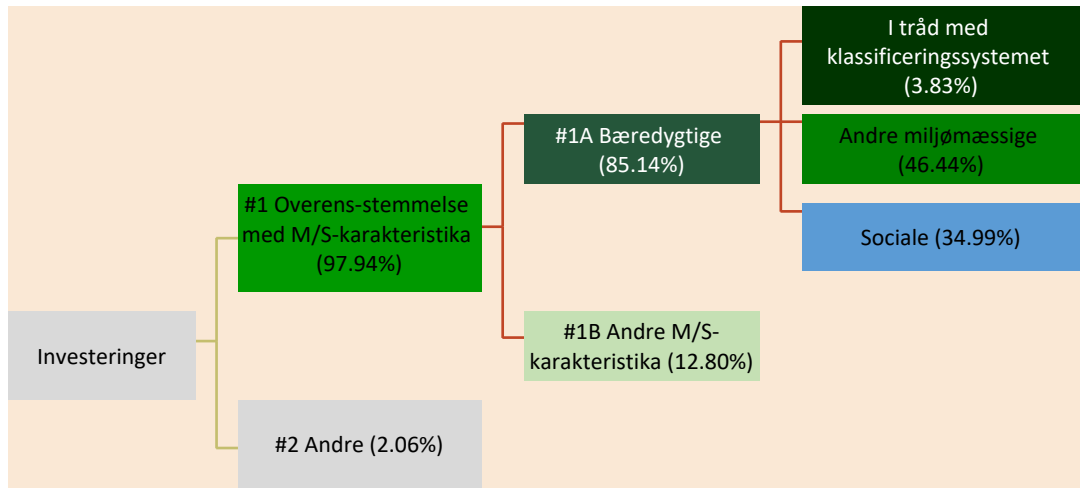 Investeringer
#1 Overens-stemmelse
med M/S-karakteristika
(97.94%)
#2 Andre (2.06%)
#1A Bæredygtige
(85.14%)
#1B Andre M/S-
karakteristika (12.80%)
I tråd med
klassificeringssystemet
(3.83%)
Andre miljømæssige
(46.44%)
Sociale (34.99%)